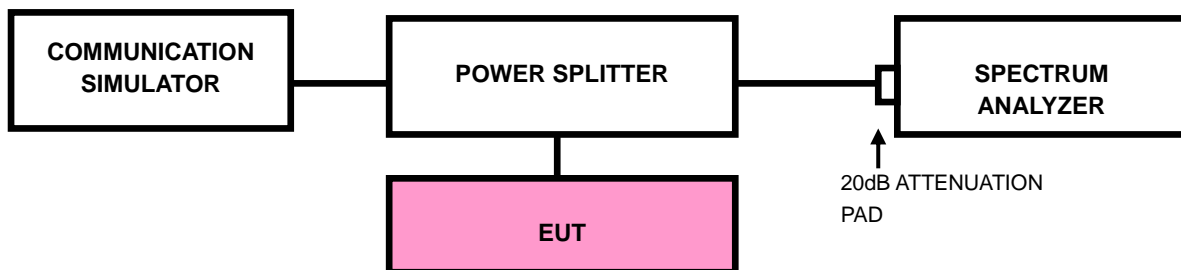 COMMUNICATION
SIMULATOR
POWER SPLITTER
SPECTRUM
ANALYZER
20dB ATTENUATION
PAD
EUT